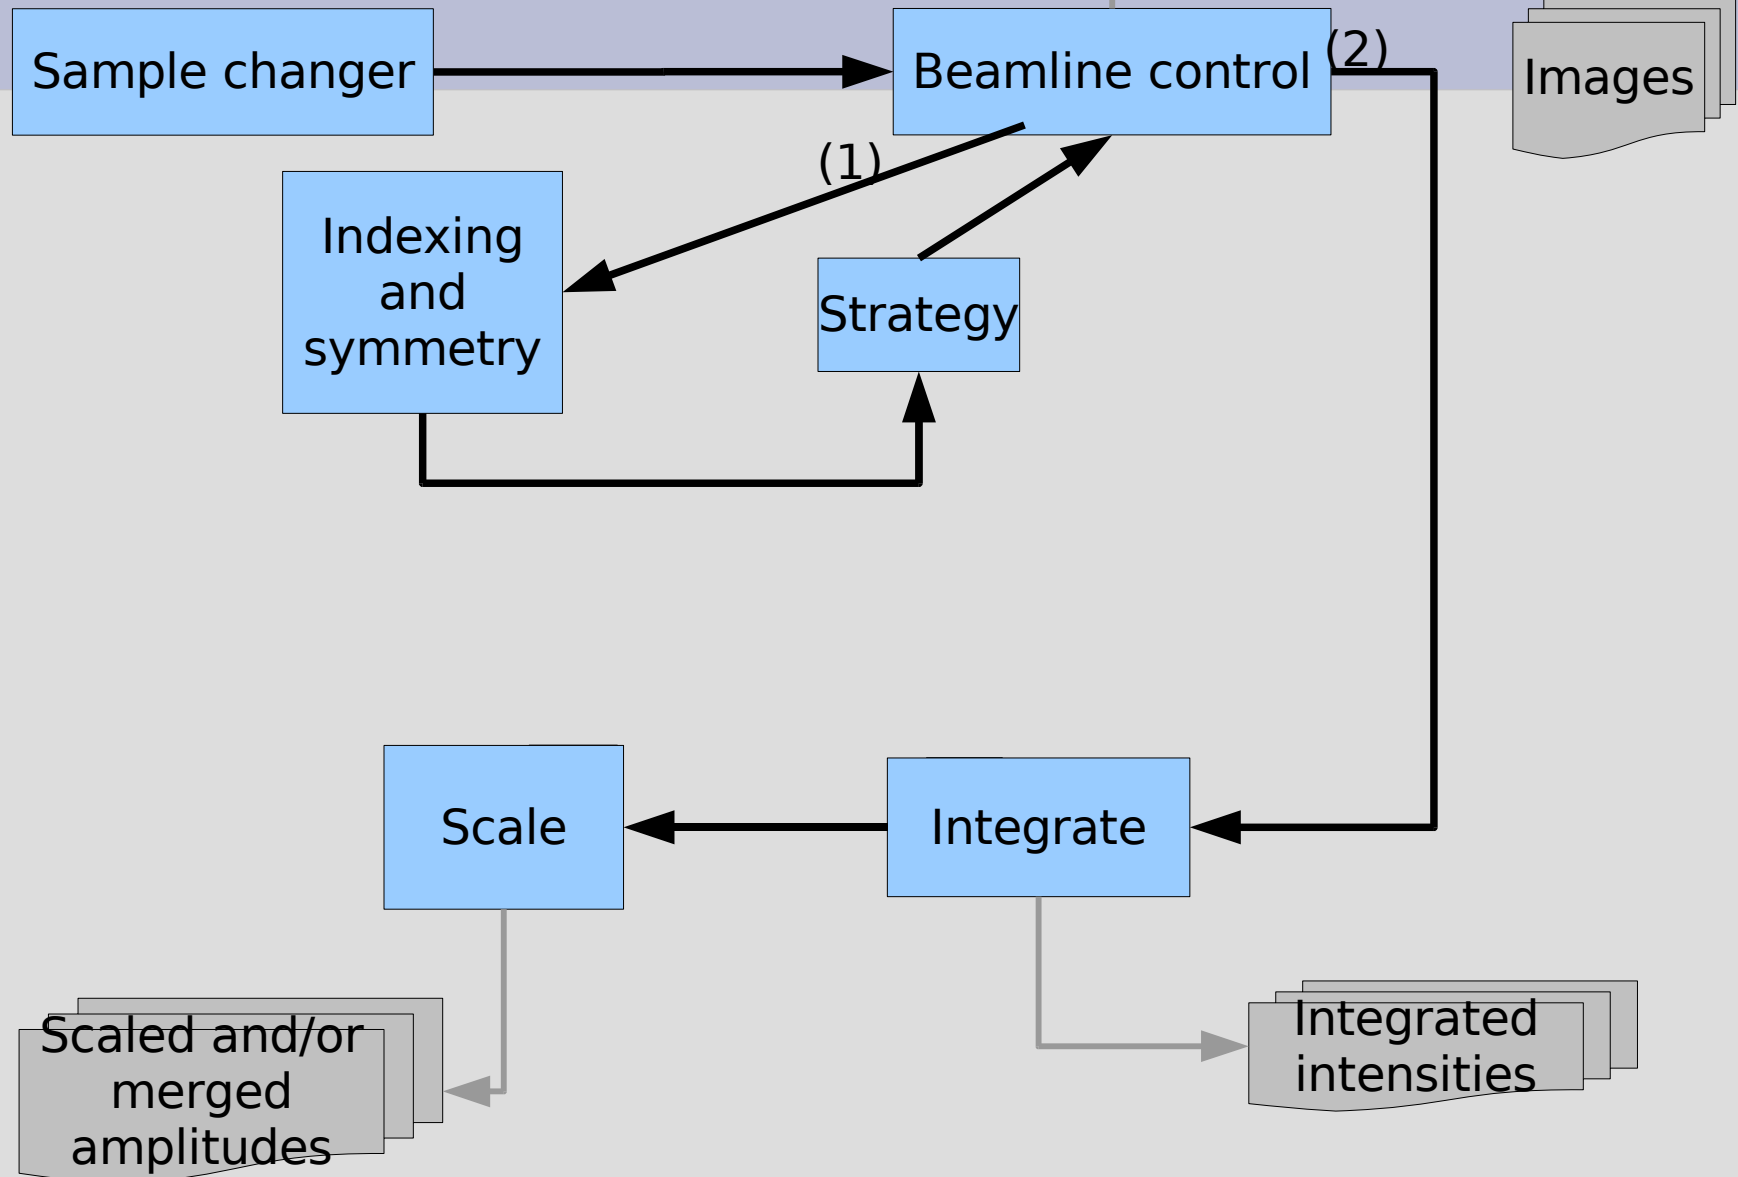 Sample changer
Beamline control
(2)
Images
(1)
Indexing
and
symmetry
Strategy
Scale
Integrate
Scaled and/or
merged
amplitudes
Integrated
intensities